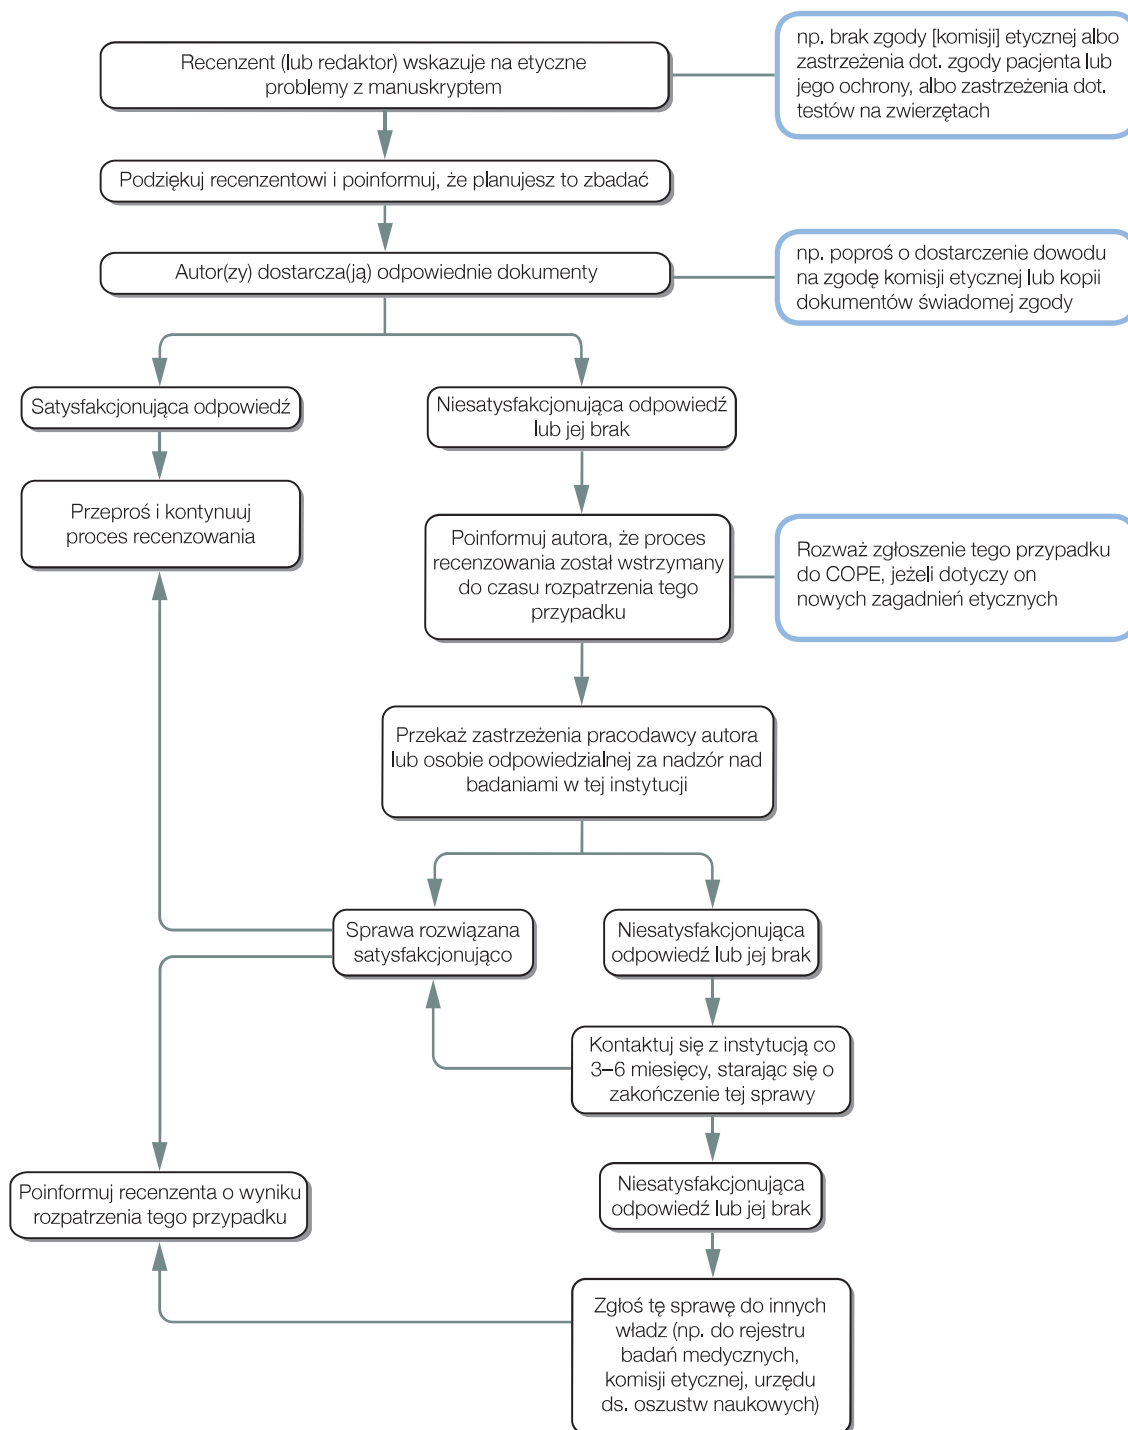 Recenzent (lub redaktor) wskazuje na etyczne
problemy z manuskryptem
np. brak zgody [komisji] etycznej albo
zastrzeżenia dot. zgody pacjenta lub
jego ochrony, albo zastrzeżenia dot.
testów na zwierzętach
Podziękuj recenzentowi i poinformuj, że planujesz to zbadać
Autor(zy) dostarcza(ją) odpowiednie dokumenty
np. poproś o dostarczenie dowodu
na zgodę komisji etycznej lub kopii
dokumentów świadomej zgody
Satysfakcjonująca odpowiedź
Niesatysfakcjonująca odpowiedź
lub jej brak
Przeproś i kontynuuj
proces recenzowania
Poinformuj autora, że proces
recenzowania został wstrzymany
do czasu rozpatrzenia tego
przypadku
Rozważ zgłoszenie tego przypadku
do COPE, jeżeli dotyczy on
nowych zagadnień etycznych
Przekaż zastrzeżenia pracodawcy autora
lub osobie odpowiedzialnej za nadzór nad
badaniami w tej instytucji
Sprawa rozwiązana
satysfakcjonująco
Niesatysfakcjonująca
odpowiedź lub jej brak
Kontaktuj się z instytucją co
3–6 miesięcy, starając się o
zakończenie tej sprawy
Niesatysfakcjonująca
odpowiedź lub jej brak
Poinformuj recenzenta o wyniku
rozpatrzenia tego przypadku
Zgłoś tę sprawę do innych
władz (np. do rejestru
badań medycznych,
komisji etycznej, urzędu
ds. oszustw naukowych)